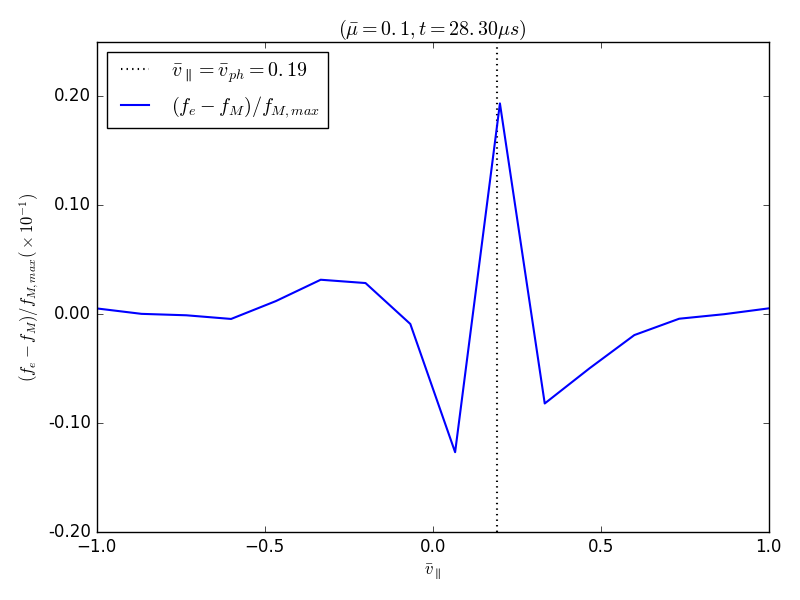 (μ̄ = 0.1, t = 28.30μs)
v̄∥ = v̄ph = 0.19
(fe − fM)/fM,max
(fe − fM)/fM,max(×10⁻¹)
0.20
0.10
0.00
-0.10
-0.20
−1.0 −0.5 0.0 0.5 1.0
v̄∥